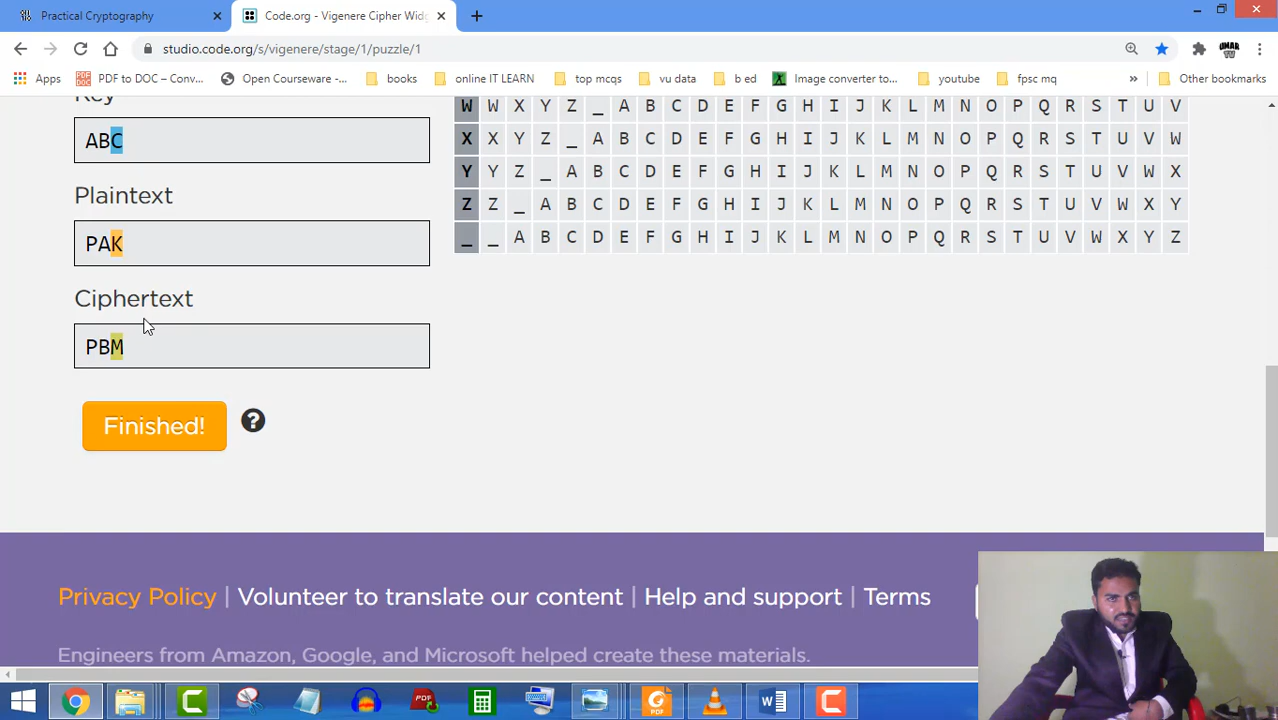 Practical Cryptography
Code.org - Vigenere Cipher Widg
studio.code.org/s/vigenere/stage/1/puzzle/1
UMAR
Apps
PDF to DOC – Conv...
Open Courseware -...
books
online IT LEARN
top mcqs
vu data
b ed
Image converter to...
youtube
fpsc mq
»
Other bookmarks
Key
ABC
Plaintext
PAK
Ciphertext
PBM
Finished!
?
W W X Y Z _ A B C D E F G H I J K L M N O P Q R S T U V
X X Y Z _ A B C D E F G H I J K L M N O P Q R S T U V W
Y Y Z _ A B C D E F G H I J K L M N O P Q R S T U V W X
Z Z _ A B C D E F G H I J K L M N O P Q R S T U V W X Y
_ _ A B C D E F G H I J K L M N O P Q R S T U V W X Y Z
Privacy Policy | Volunteer to translate our content | Help and support | Terms
Engineers from Amazon, Google, and Microsoft helped create these materials.